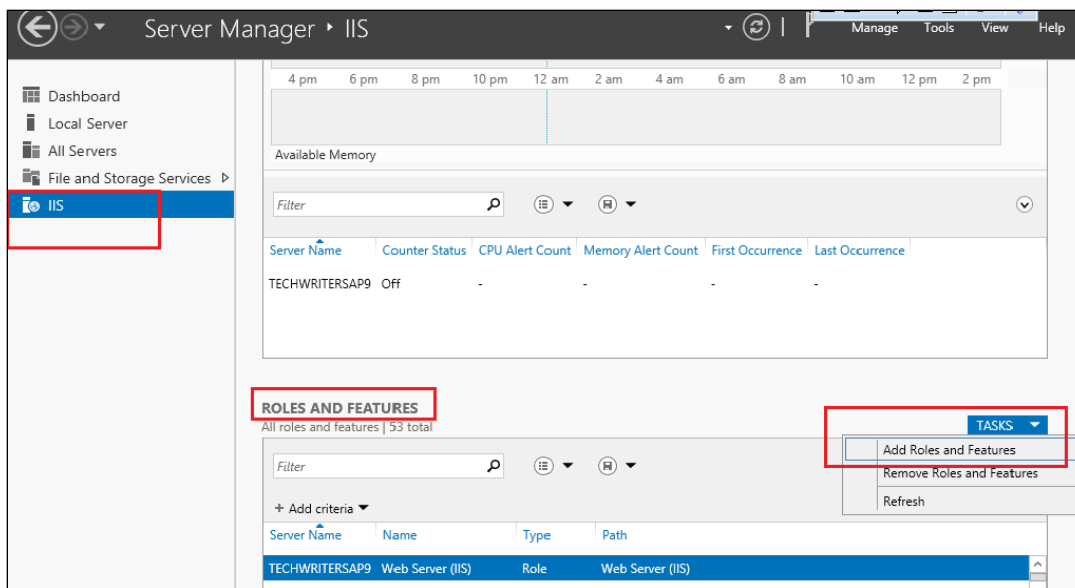 Server Manager ‣ IIS
Manage Tools View Help
Dashboard
Local Server
All Servers
File and Storage Services
IIS
4 pm 6 pm 8 pm 10 pm 12 am 2 am 4 am 6 am 8 am 10 am 12 pm 2 pm
Available Memory
Filter
Server Name Counter Status CPU Alert Count Memory Alert Count First Occurrence Last Occurrence
TECHWRITERSAP9 Off - - - -
ROLES AND FEATURES
All roles and features | 53 total
TASKS
Add Roles and Features
Remove Roles and Features
Refresh
Filter
+ Add criteria
Server Name Name Type Path
TECHWRITERSAP9 Web Server (IIS) Role Web Server (IIS)